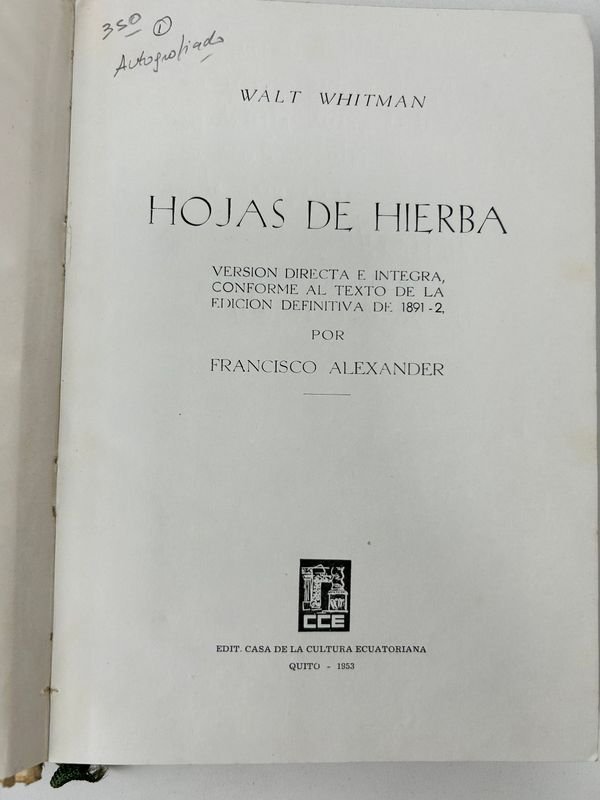 350 ①
Autografiado
WALT WHITMAN
HOJAS DE HIERBA
VERSION DIRECTA E INTEGRA,
CONFORME AL TEXTO DE LA
EDICION DEFINITIVA DE 1891-2,
POR
FRANCISCO ALEXANDER
CCE
EDIT. CASA DE LA CULTURA ECUATORIANA
QUITO - 1953